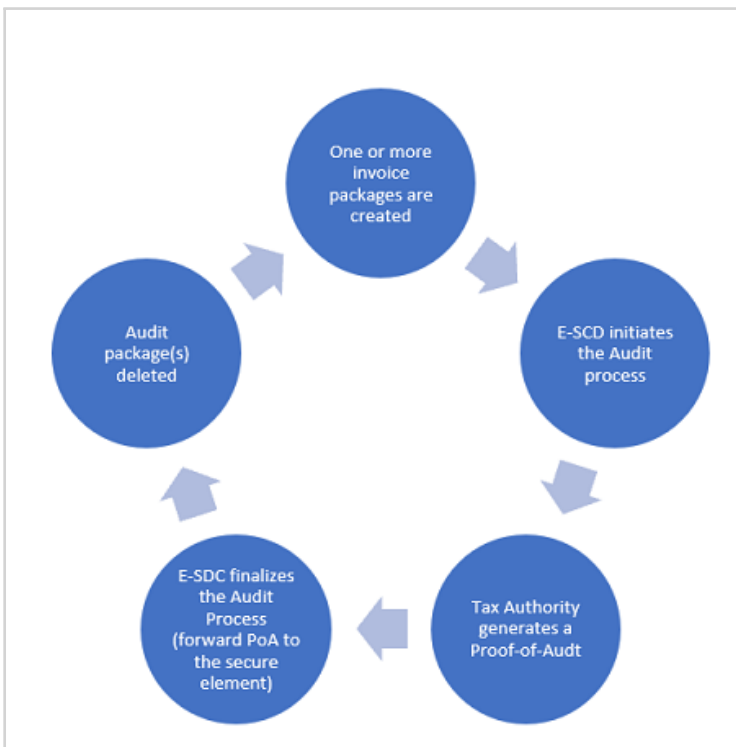 One or more
invoice
packages are
created
E-SCD initiates
the Audit
process
Tax Authority
generates a
Proof-of-Audt
E-SDC finalizes
the Audit
Process
(forward PoA to
the secure
element)
Audit
package(s)
deleted